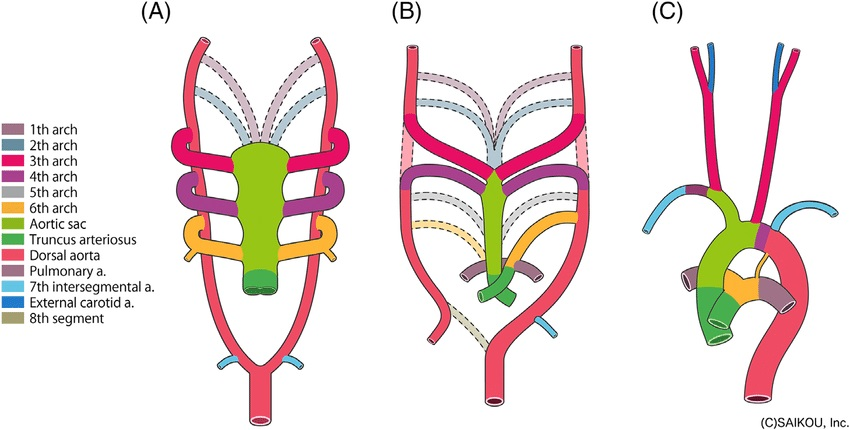 (A)
(B)
(C)
1th arch
2th arch
3th arch
4th arch
5th arch
6th arch
Aortic sac
Truncus arteriosus
Dorsal aorta
Pulmonary a.
7th intersegmental a.
External carotid a.
8th segment
(C)SAIKOU, Inc.